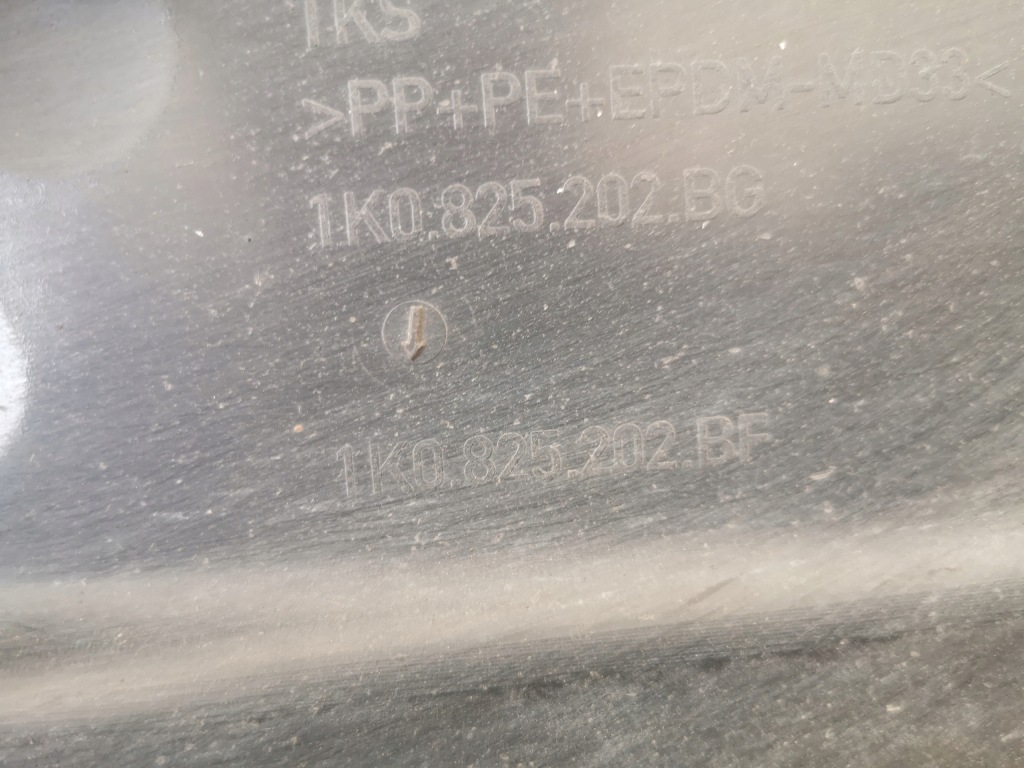 TKS
>PP+PE+EPDM-MD33<
1K0.825.202.BG
1K0.825.202.BF